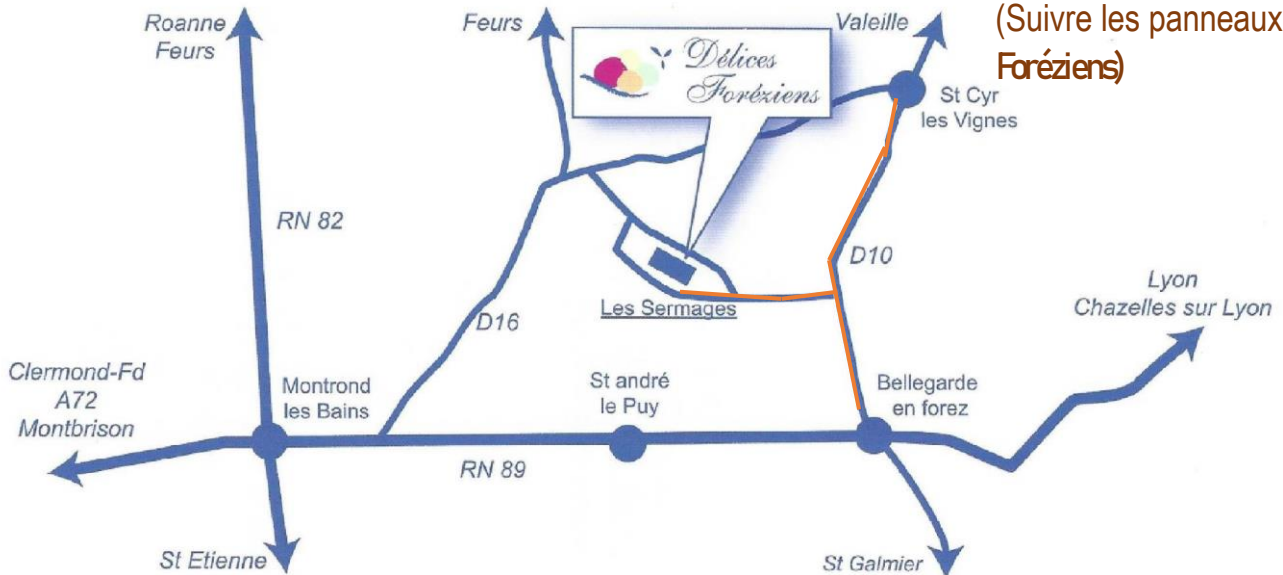 Roanne
Feurs
Feurs
Délices
Foréziens
Valeille
(Suivre les panneaux
Foréziens)
St Cyr
les Vignes
RN 82
D10
Lyon
Chazelles sur Lyon
Les Sermages
D16
Clermond-Fd
A72
Montbrison
Montrond
les Bains
St andré
le Puy
Bellegarde
en forez
RN 89
St Etienne
St Galmier